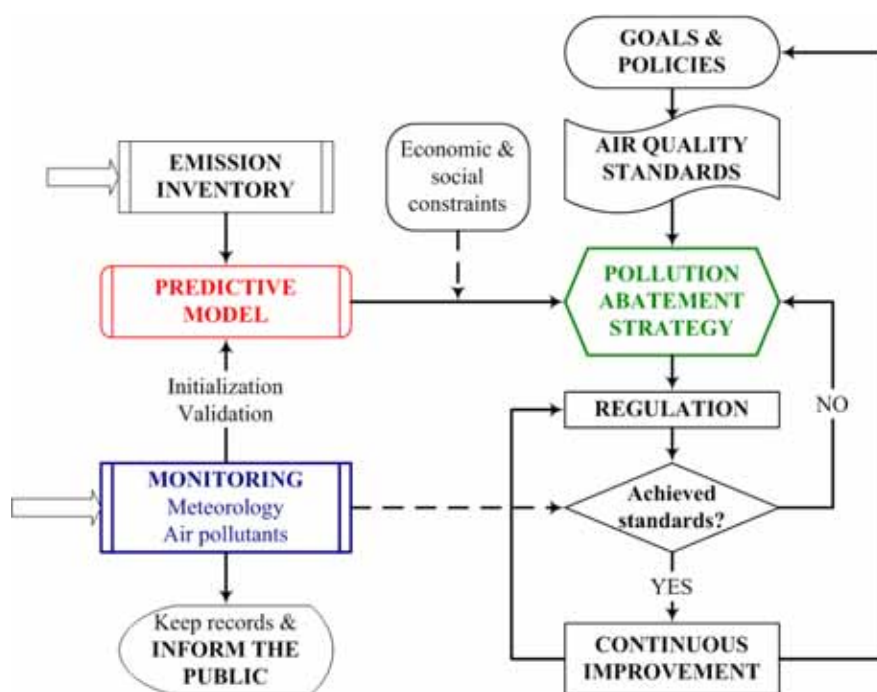 GOALS &
POLICIES
AIR QUALITY
STANDARDS
EMISSION
INVENTORY
Economic &
social
constraints
PREDICTIVE
MODEL
POLLUTION
ABATEMENT
STRATEGY
Initialization
Validation
REGULATION
NO
MONITORING
Meteorology
Air pollutants
Achieved
standards?
YES
Keep records &
INFORM THE
PUBLIC
CONTINUOUS
IMPROVEMENT